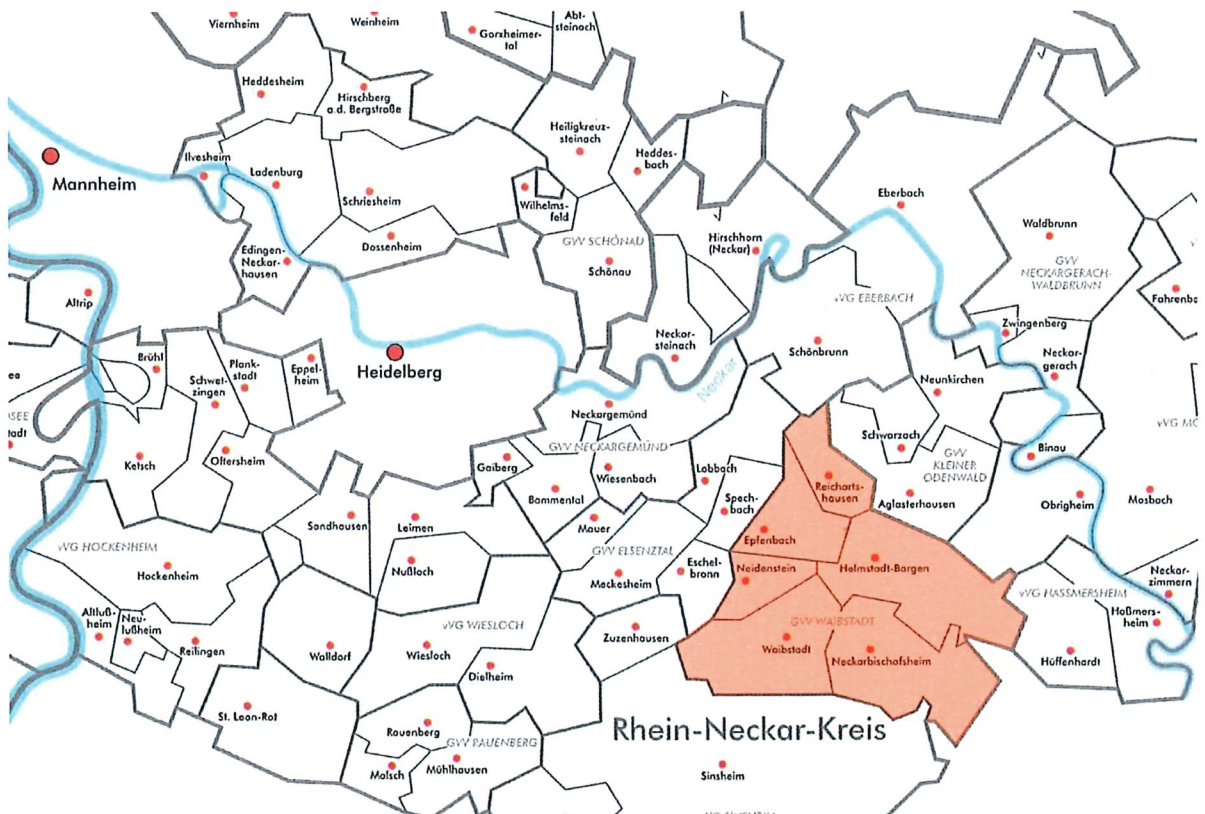 Viernheim
Weinheim
Gorxheimer-
tal
Abt-
steinach
Heddesheim
Hirschberg
a.d. Bergstraße
Heiligkreuz-
steinach
Heddes-
bach
Ilvesheim
Mannheim
Ladenburg
Schriesheim
Wilhelms-
feld
Eberbach
Waldbrunn
Edingen-
Neckar-
hausen
Dossenheim
GVV SCHÖNAU
Schönau
Hirschhorn
(Neckar)
GVV
NECKARGERACH-
WALDBRUNN
Altrip
vVG EBERBACH
Zwingenberg
Brühl
Plank-
stadt
Eppel-
heim
Schwet-
zingen
Heidelberg
Neckar-
steinach
Neckar
Schönbrunn
Neckar-
gerach
Neunkirchen
Neckargemünd
GVV NECKARGEMÜND
Schwarzach
Binau
Ketsch
Oftersheim
Gaiberg
Wiesenbach
Lobbach
GVV
KLEINER
ODENWALD
Bammental
Spech-
bach
Reicharts-
hausen
Aglasterhausen
Obrigheim
Mosbach
Sandhausen
Leimen
Mauer
Epfenbach
vVG HOCKENHEIM
Hockenheim
Nußloch
GVV ELSENZTAL
Meckesheim
Eschel-
bronn
Neidenstein
Helmstadt-Bargen
Neckar-
zimmern
vVG HASSMERSHEIM
Haßmers-
heim
Altluß-
heim
Neu-
lußheim
Reilingen
vVG WIESLOCH
Walldorf
Wiesloch
Zuzenhausen
GVV WAIBSTADT
Waibstadt
Neckarbischofsheim
Hüffenhardt
Dielheim
St. Leon-Rot
Rauenberg
GVV RAUENBERG
Malsch
Mühlhausen
Rhein-Neckar-Kreis
Sinsheim